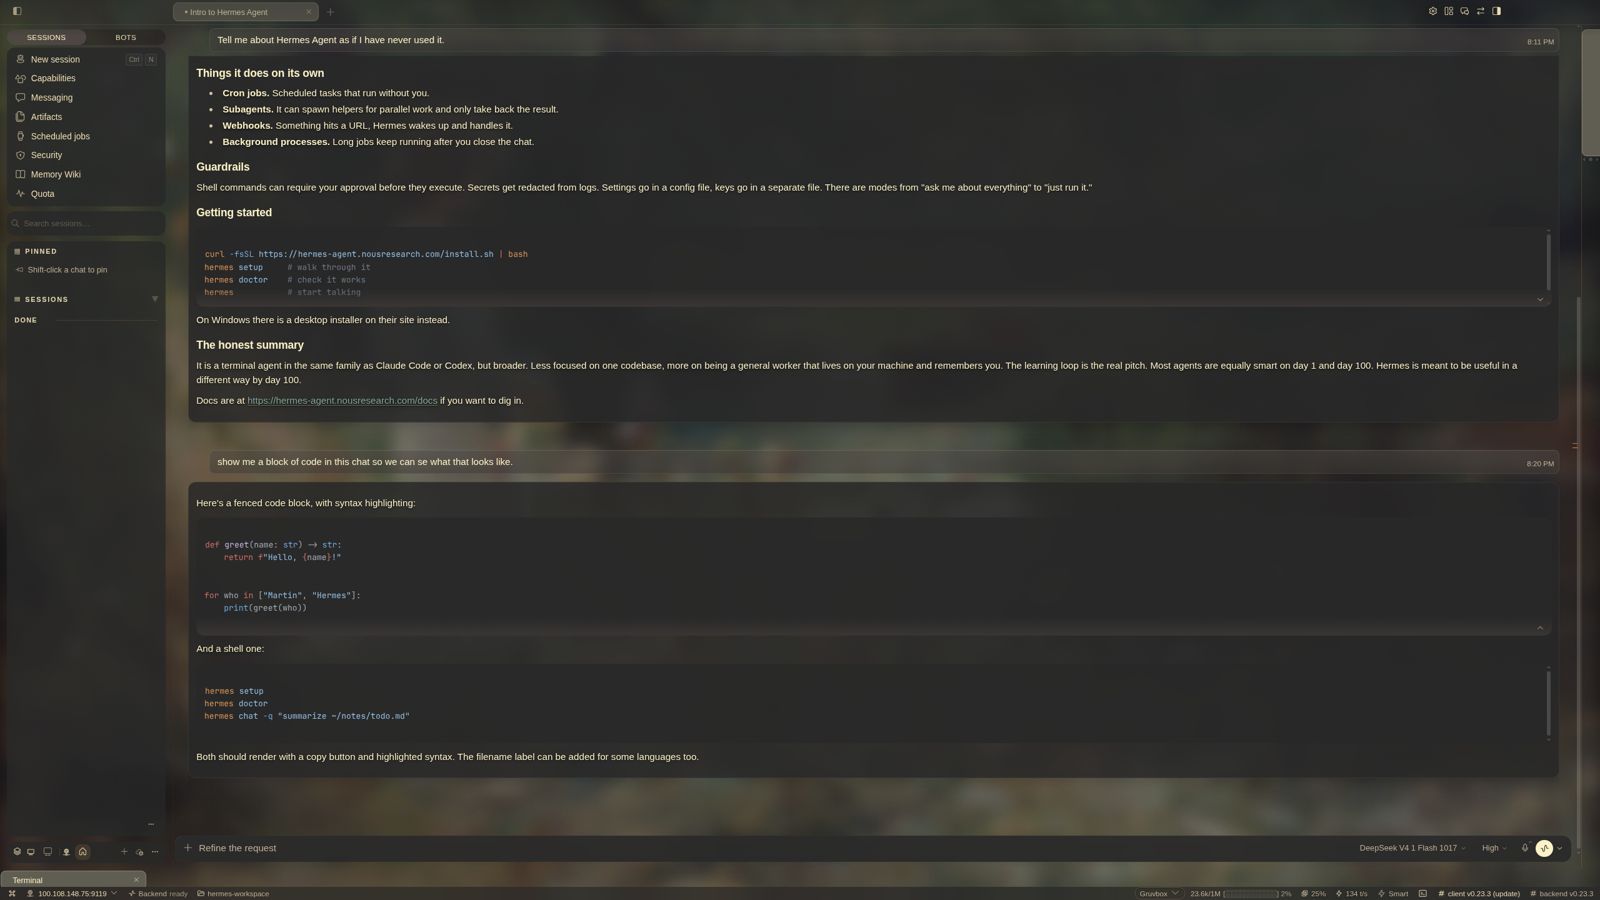 • Intro to Hermes Agent
SESSIONS
BOTS
New session
Ctrl N
Capabilities
Messaging
Artifacts
Scheduled jobs
Security
Memory Wiki
Quota
Search sessions...
PINNED
Shift-click a chat to pin
SESSIONS
DONE
Tell me about Hermes Agent as if I have never used it.
8:11 PM
Things it does on its own
• Cron jobs. Scheduled tasks that run without you.
• Subagents. It can spawn helpers for parallel work and only take back the result.
• Webhooks. Something hits a URL, Hermes wakes up and handles it.
• Background processes. Long jobs keep running after you close the chat.
Guardrails
Shell commands can require your approval before they execute. Secrets get redacted from logs. Settings go in a config file, keys go in a separate file. There are modes from "ask me about everything" to "just run it."
Getting started
curl -fsSL https://hermes-agent.nousresearch.com/install.sh | bash
hermes setup # walk through it
hermes doctor # check it works
hermes # start talking
On Windows there is a desktop installer on their site instead.
The honest summary
It is a terminal agent in the same family as Claude Code or Codex, but broader. Less focused on one codebase, more on being a general worker that lives on your machine and remembers you. The learning loop is the real pitch. Most agents are equally smart on day 1 and day 100. Hermes is meant to be useful in a
different way by day 100.
Docs are at https://hermes-agent.nousresearch.com/docs if you want to dig in.
show me a block of code in this chat so we can se what that looks like.
8:20 PM
Here's a fenced code block, with syntax highlighting:
def greet(name: str) -> str:
return f"Hello, {name}!"
for who in ["Martin", "Hermes"]:
print(greet(who))
And a shell one:
hermes setup
hermes doctor
hermes chat -q "summarize ~/notes/todo.md"
Both should render with a copy button and highlighted syntax. The filename label can be added for some languages too.
Refine the request
DeepSeek V4 1 Flash 1017
High
Terminal
100.108.148.75:9119
Backend ready
hermes-workspace
Gruvbox
23.6k/1M
2%
25%
134 t/s
Smart
# client v0.23.3 (update)
# backend v0.23.3